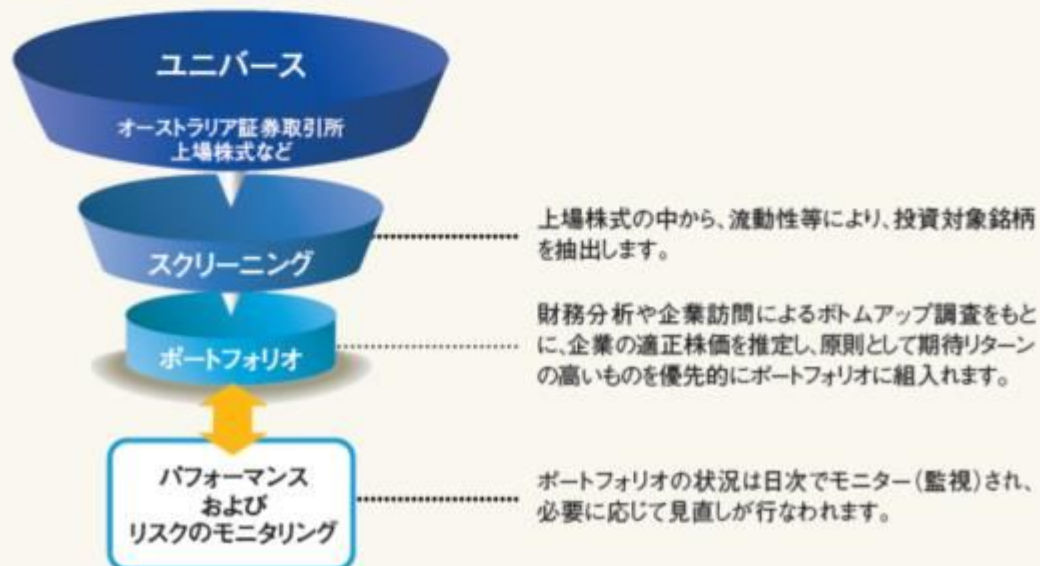 ユニバース
オーストラリア証券取引所
上場株式など
スクリーニング
上場株式の中から、流動性等により、投資対象銘柄
を抽出します。
ポートフォリオ
財務分析や企業訪問によるボトムアップ調査をもと
に、企業の適正株価を推定し、原則として期待リターン
の高いものを優先的にポートフォリオに組入れます。
パフォーマンス
および
リスクのモニタリング
ポートフォリオの状況は日次でモニター(監視)され、
必要に応じて見直しが行なわれます。